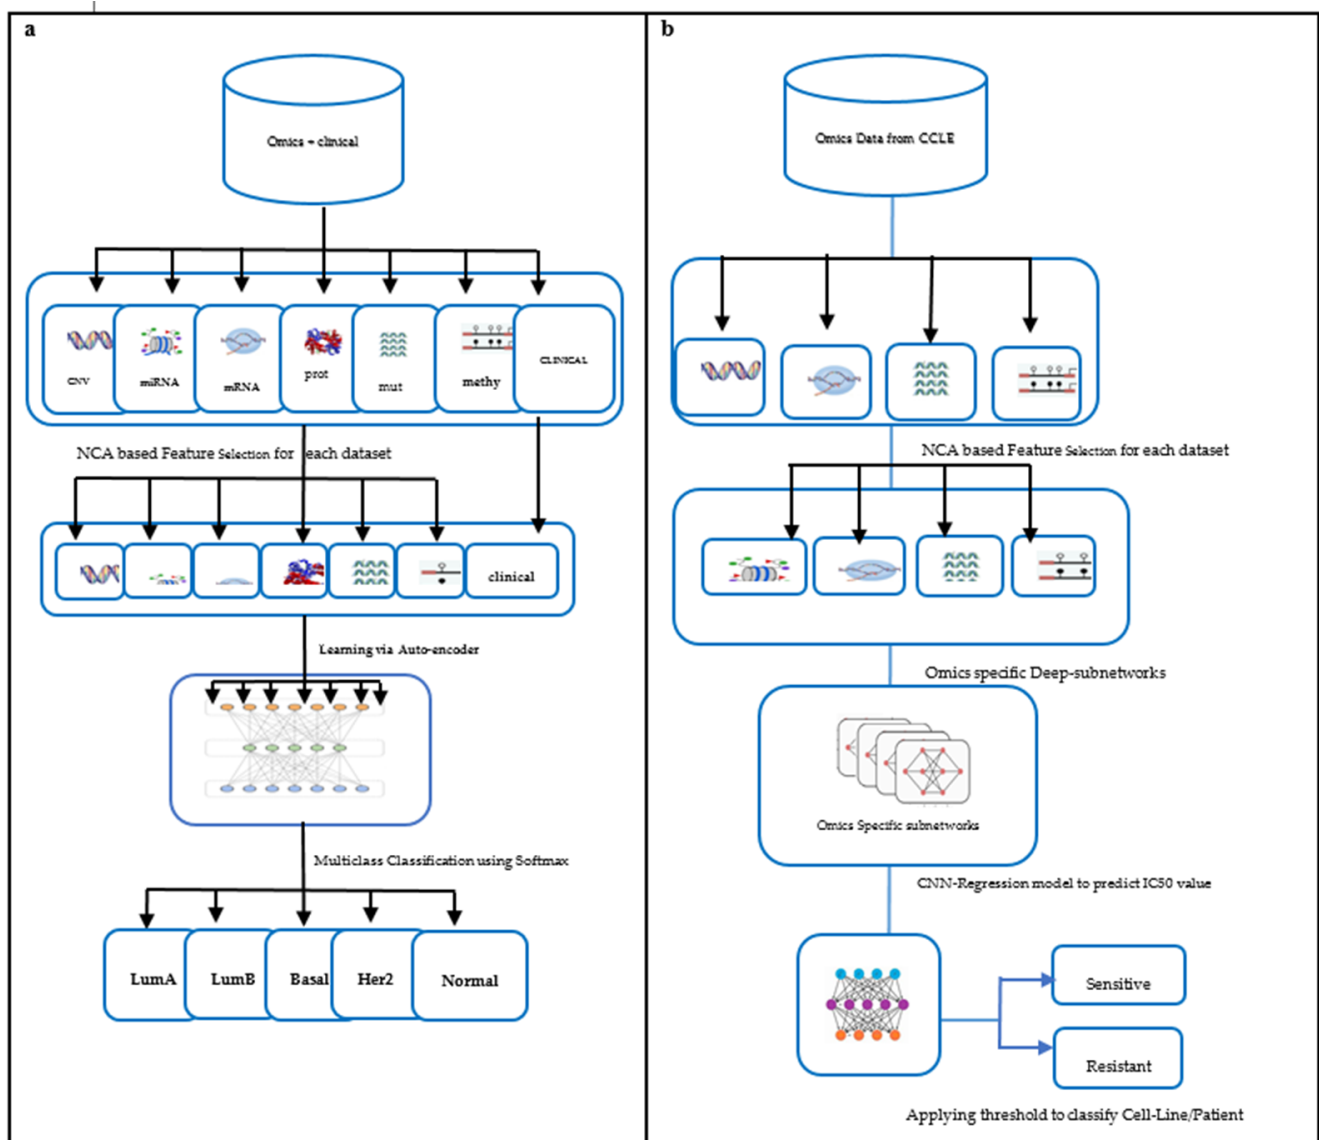 a
Omics + clinical
CNV
miRNA
mRNA
prot
mut
methy
CLINICAL
NCA based Feature Selection for each dataset
clinical
Learning via Auto-encoder
Multiclass Classification using Softmax
LumA
LumB
Basal
Her2
Normal
b
Omics Data from CCLE
NCA based Feature Selection for each dataset
Omics specific Deep-subnetworks
Omics Specific subnetworks
CNN-Regression model to predict IC50 value
Sensitive
Resistant
Applying threshold to classify Cell-Line/Patient